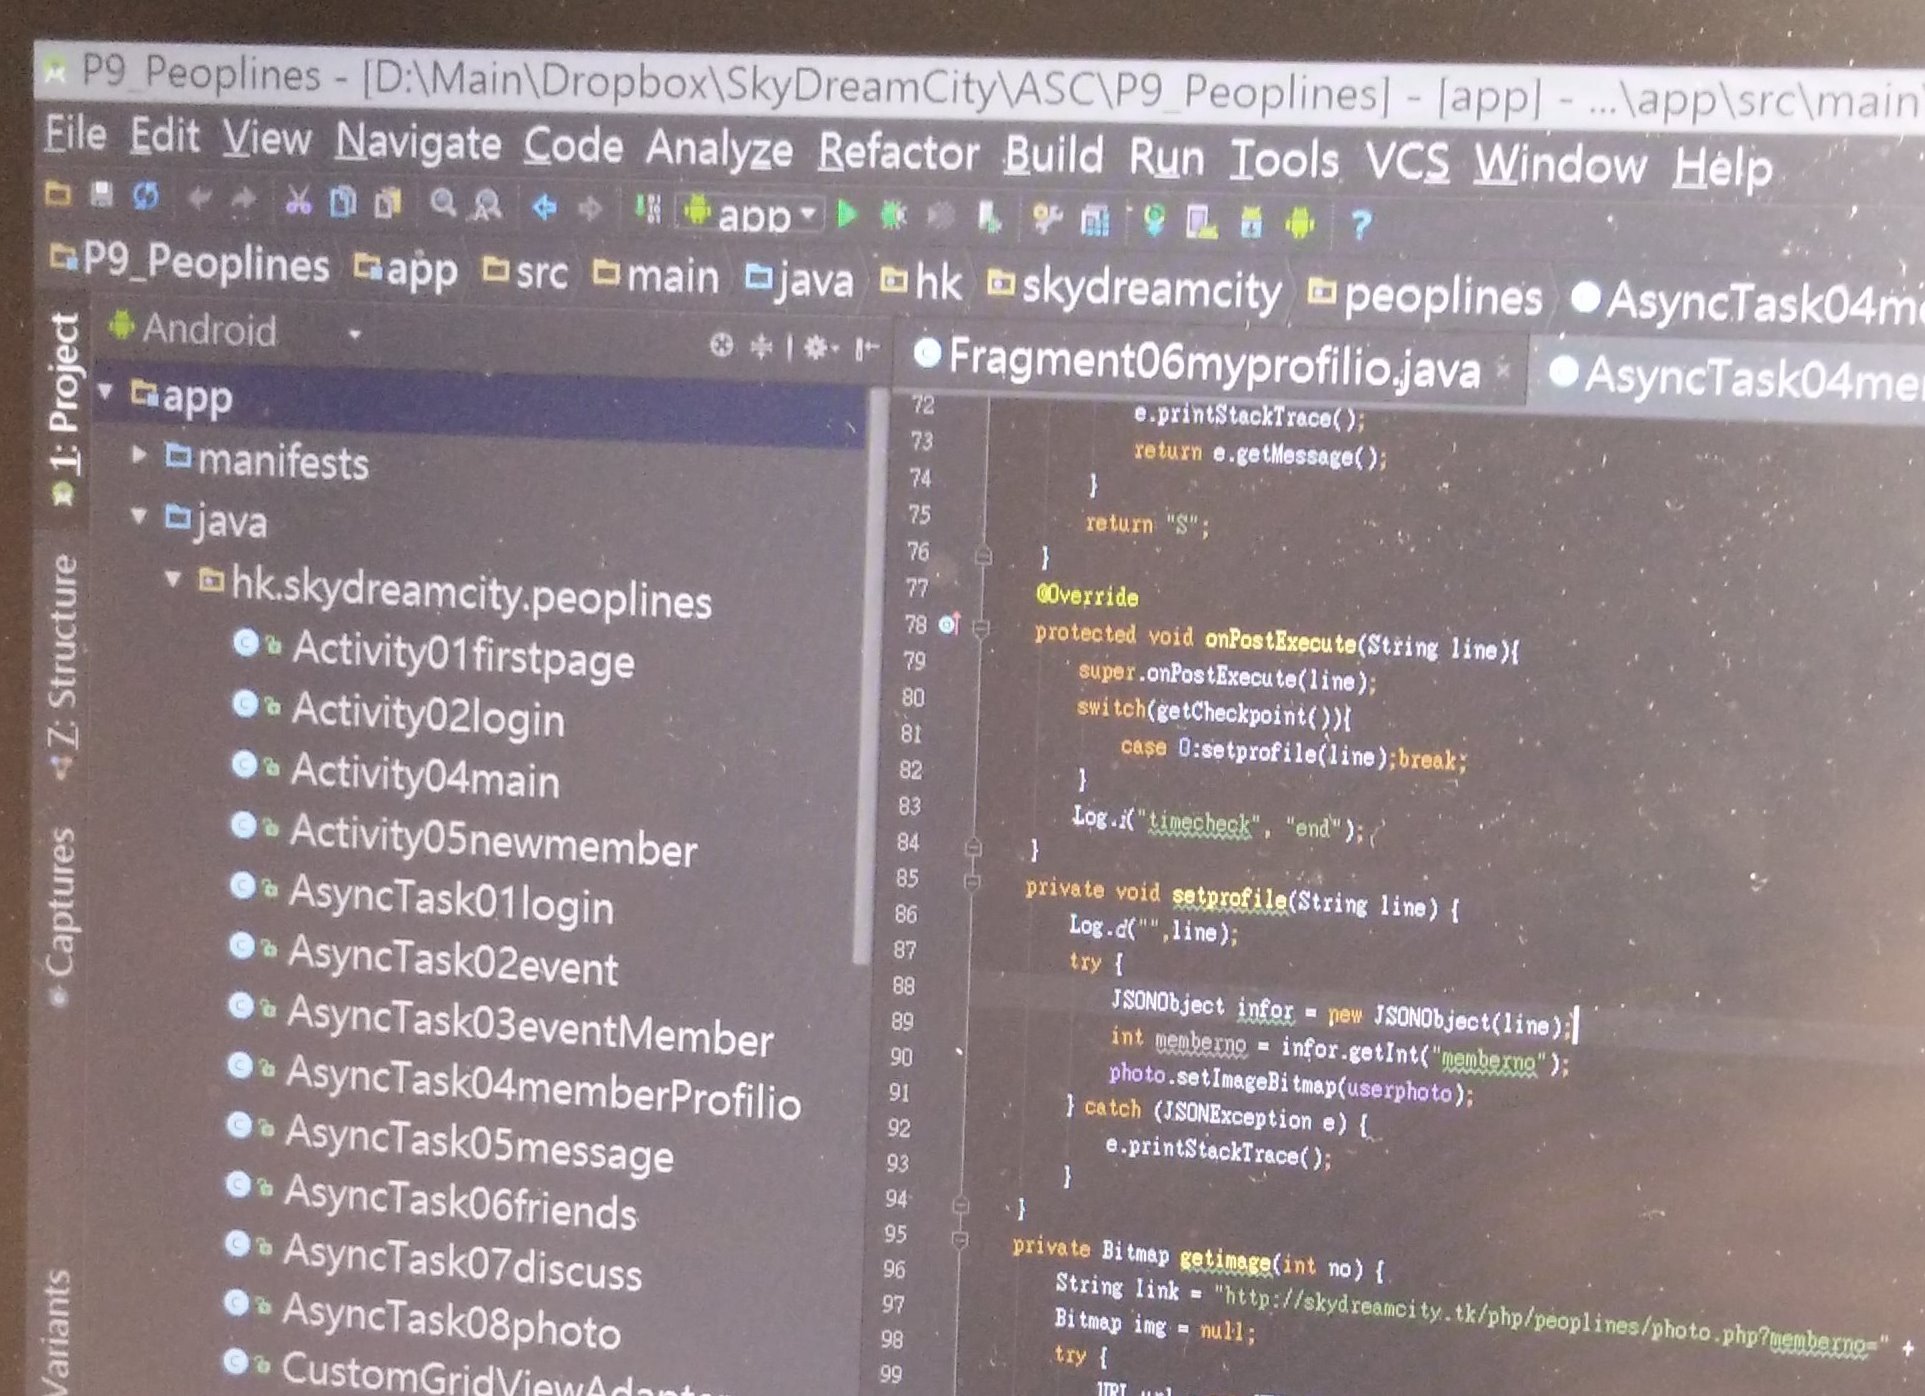 P9_Peoplines - [D:\Main\Dropbox\SkyDreamCity\ASC\P9_Peoplines] - [app] - ...\app\src\main\
File Edit View Navigate Code Analyze Refactor Build Run Tools VCS Window Help
app
P9_Peoplines app src main java hk skydreamcity peoplines
Android
1: Project
7: Structure
Captures
Variants
app
manifests
java
hk.skydreamcity.peoplines
Activity01firstpage
Activity02login
Activity04main
Activity05newmember
AsyncTask01login
AsyncTask02event
AsyncTask03eventMember
AsyncTask04memberProfilio
AsyncTask05message
AsyncTask06friends
AsyncTask07discuss
AsyncTask08photo
Fragment06myprofilio.java
72 e.printStackTrace();
73 return e.getMessage();
74 }
75 return "S";
76 }
77 @Override
78 protected void onPostExecute(String line){
79 super.onPostExecute(line);
80 switch(getCheckpoint()){
81 case 0:setprofile(line);break;
82 }
83 Log.i("timecheck", "end");
84 }
85 private void setprofile(String line) {
86 Log.d("",line);
87 try {
88 JSONObject infor = new JSONObject(line);
89 int memberno = infor.getInt("memberno");
90 photo.setImageBitmap(userphoto);
91 } catch (JSONException e) {
92 e.printStackTrace();
93 }
94 }
95 private Bitmap getimage(int no) {
96 String link = "http://skydreamcity.tk/php/peoplines/photo.php?memberno=" +
97 Bitmap img = null;
98 try {
99